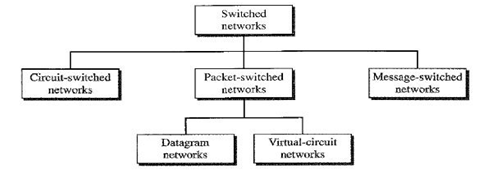 Switched
networks
Circuit-switched
networks
Packet-switched
networks
Message-switched
networks
Datagram
networks
Virtual-circuit
networks